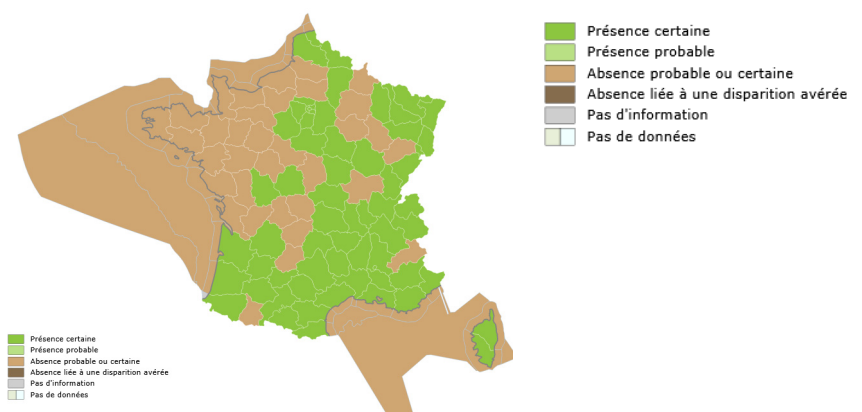 Présence certaine
Présence probable
Absence probable ou certaine
Absence liée à une disparition avérée
Pas d'information
Pas de données
Présence certaine
Présence probable
Absence probable ou certaine
Absence liée à une disparition avérée
Pas d'information
Pas de données